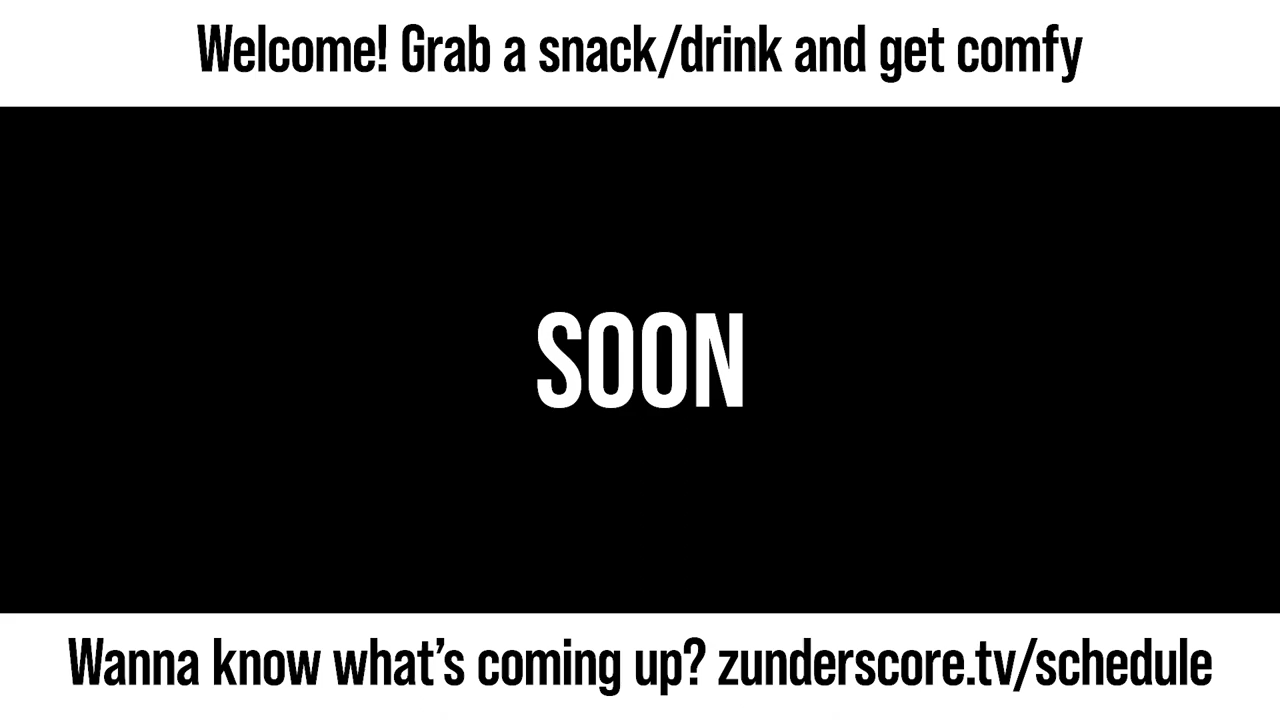 Welcome! Grab a snack/drink and get comfy
SOON
Wanna know what’s coming up? zunderscore.tv/schedule